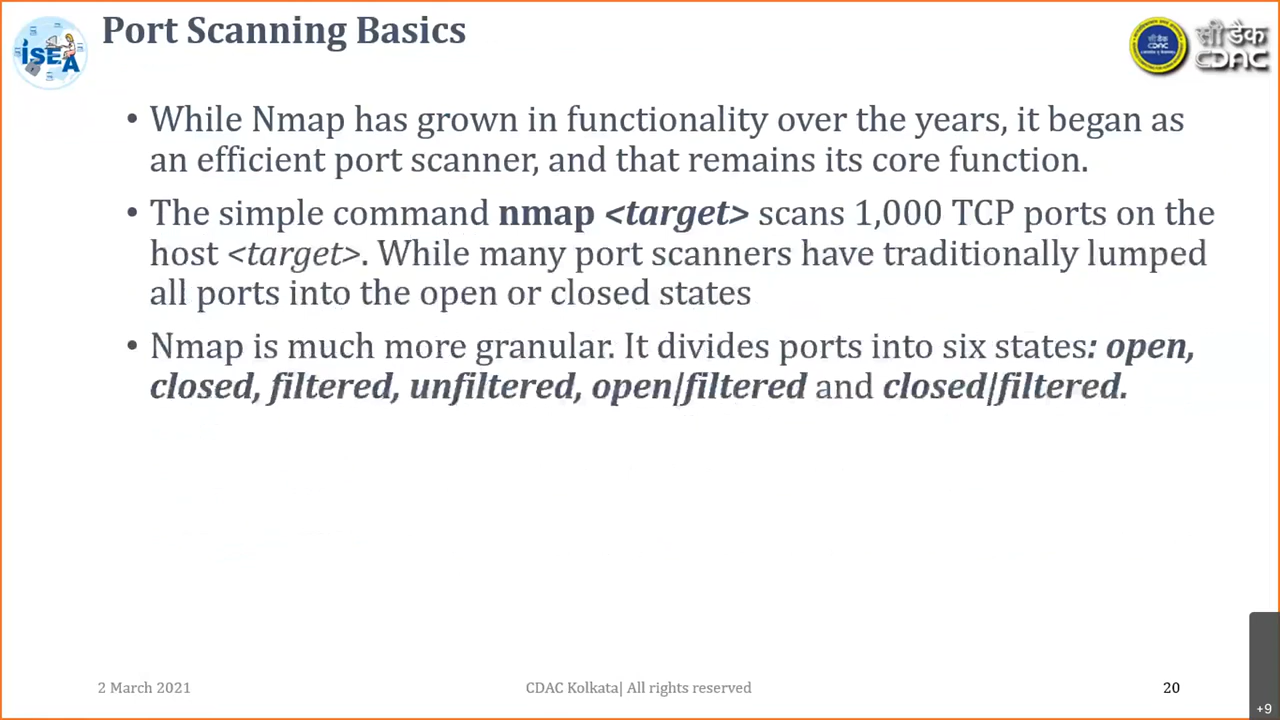 Port Scanning Basics
ISEA
CDAC
सी डैक
CDAC
• While Nmap has grown in functionality over the years, it began as
an efficient port scanner, and that remains its core function.
• The simple command nmap <target> scans 1,000 TCP ports on the
host <target>. While many port scanners have traditionally lumped
all ports into the open or closed states
• Nmap is much more granular. It divides ports into six states: open,
closed, filtered, unfiltered, open|filtered and closed|filtered.
2 March 2021
CDAC Kolkata| All rights reserved
20
+9